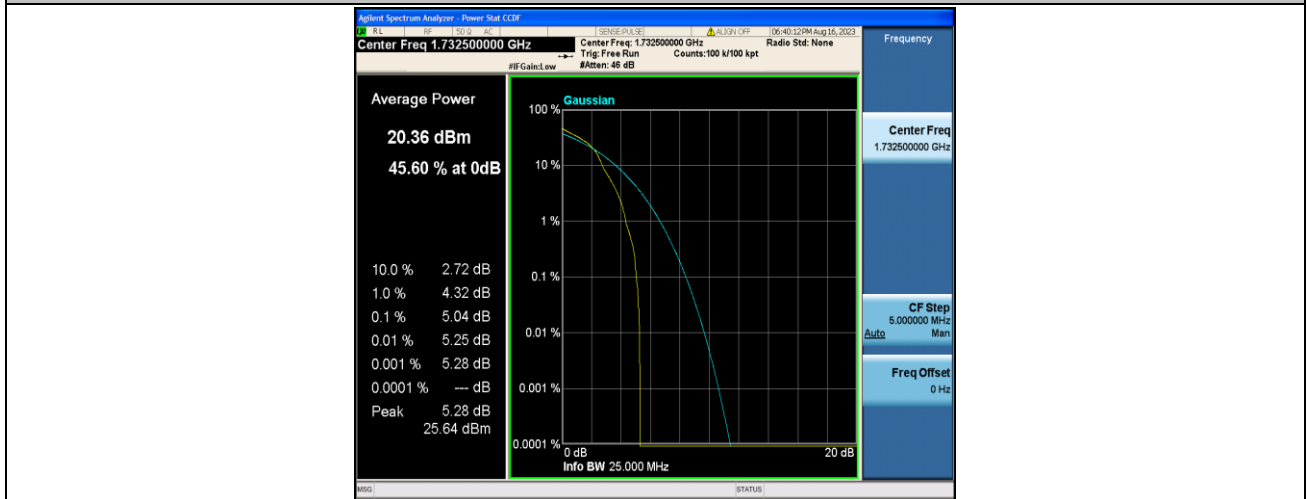 Agilent Spectrum Analyzer - Power Stat CCDF
RL RF 50 Ω AC SENSE:PULSE ALIGN OFF 06:40:12PM Aug 16, 2023
Center Freq 1.732500000 GHz
Center Freq: 1.732500000 GHz Radio Std: None
Trig: Free Run Counts:100 k/100 kpt
#IFGain:Low #Atten: 46 dB
Frequency
Average Power
20.36 dBm
45.60 % at 0dB
10.0 % 2.72 dB
1.0 % 4.32 dB
0.1 % 5.04 dB
0.01 % 5.25 dB
0.001 % 5.28 dB
0.0001 % --- dB
Peak 5.28 dB
25.64 dBm
Gaussian
100 %
10 %
1 %
0.1 %
0.01 %
0.001 %
0.0001 %
0 dB 20 dB
Info BW 25.000 MHz
Center Freq
1.732500000 GHz
CF Step
5.000000 MHz
Auto Man
Freq Offset
0 Hz
MSG STATUS